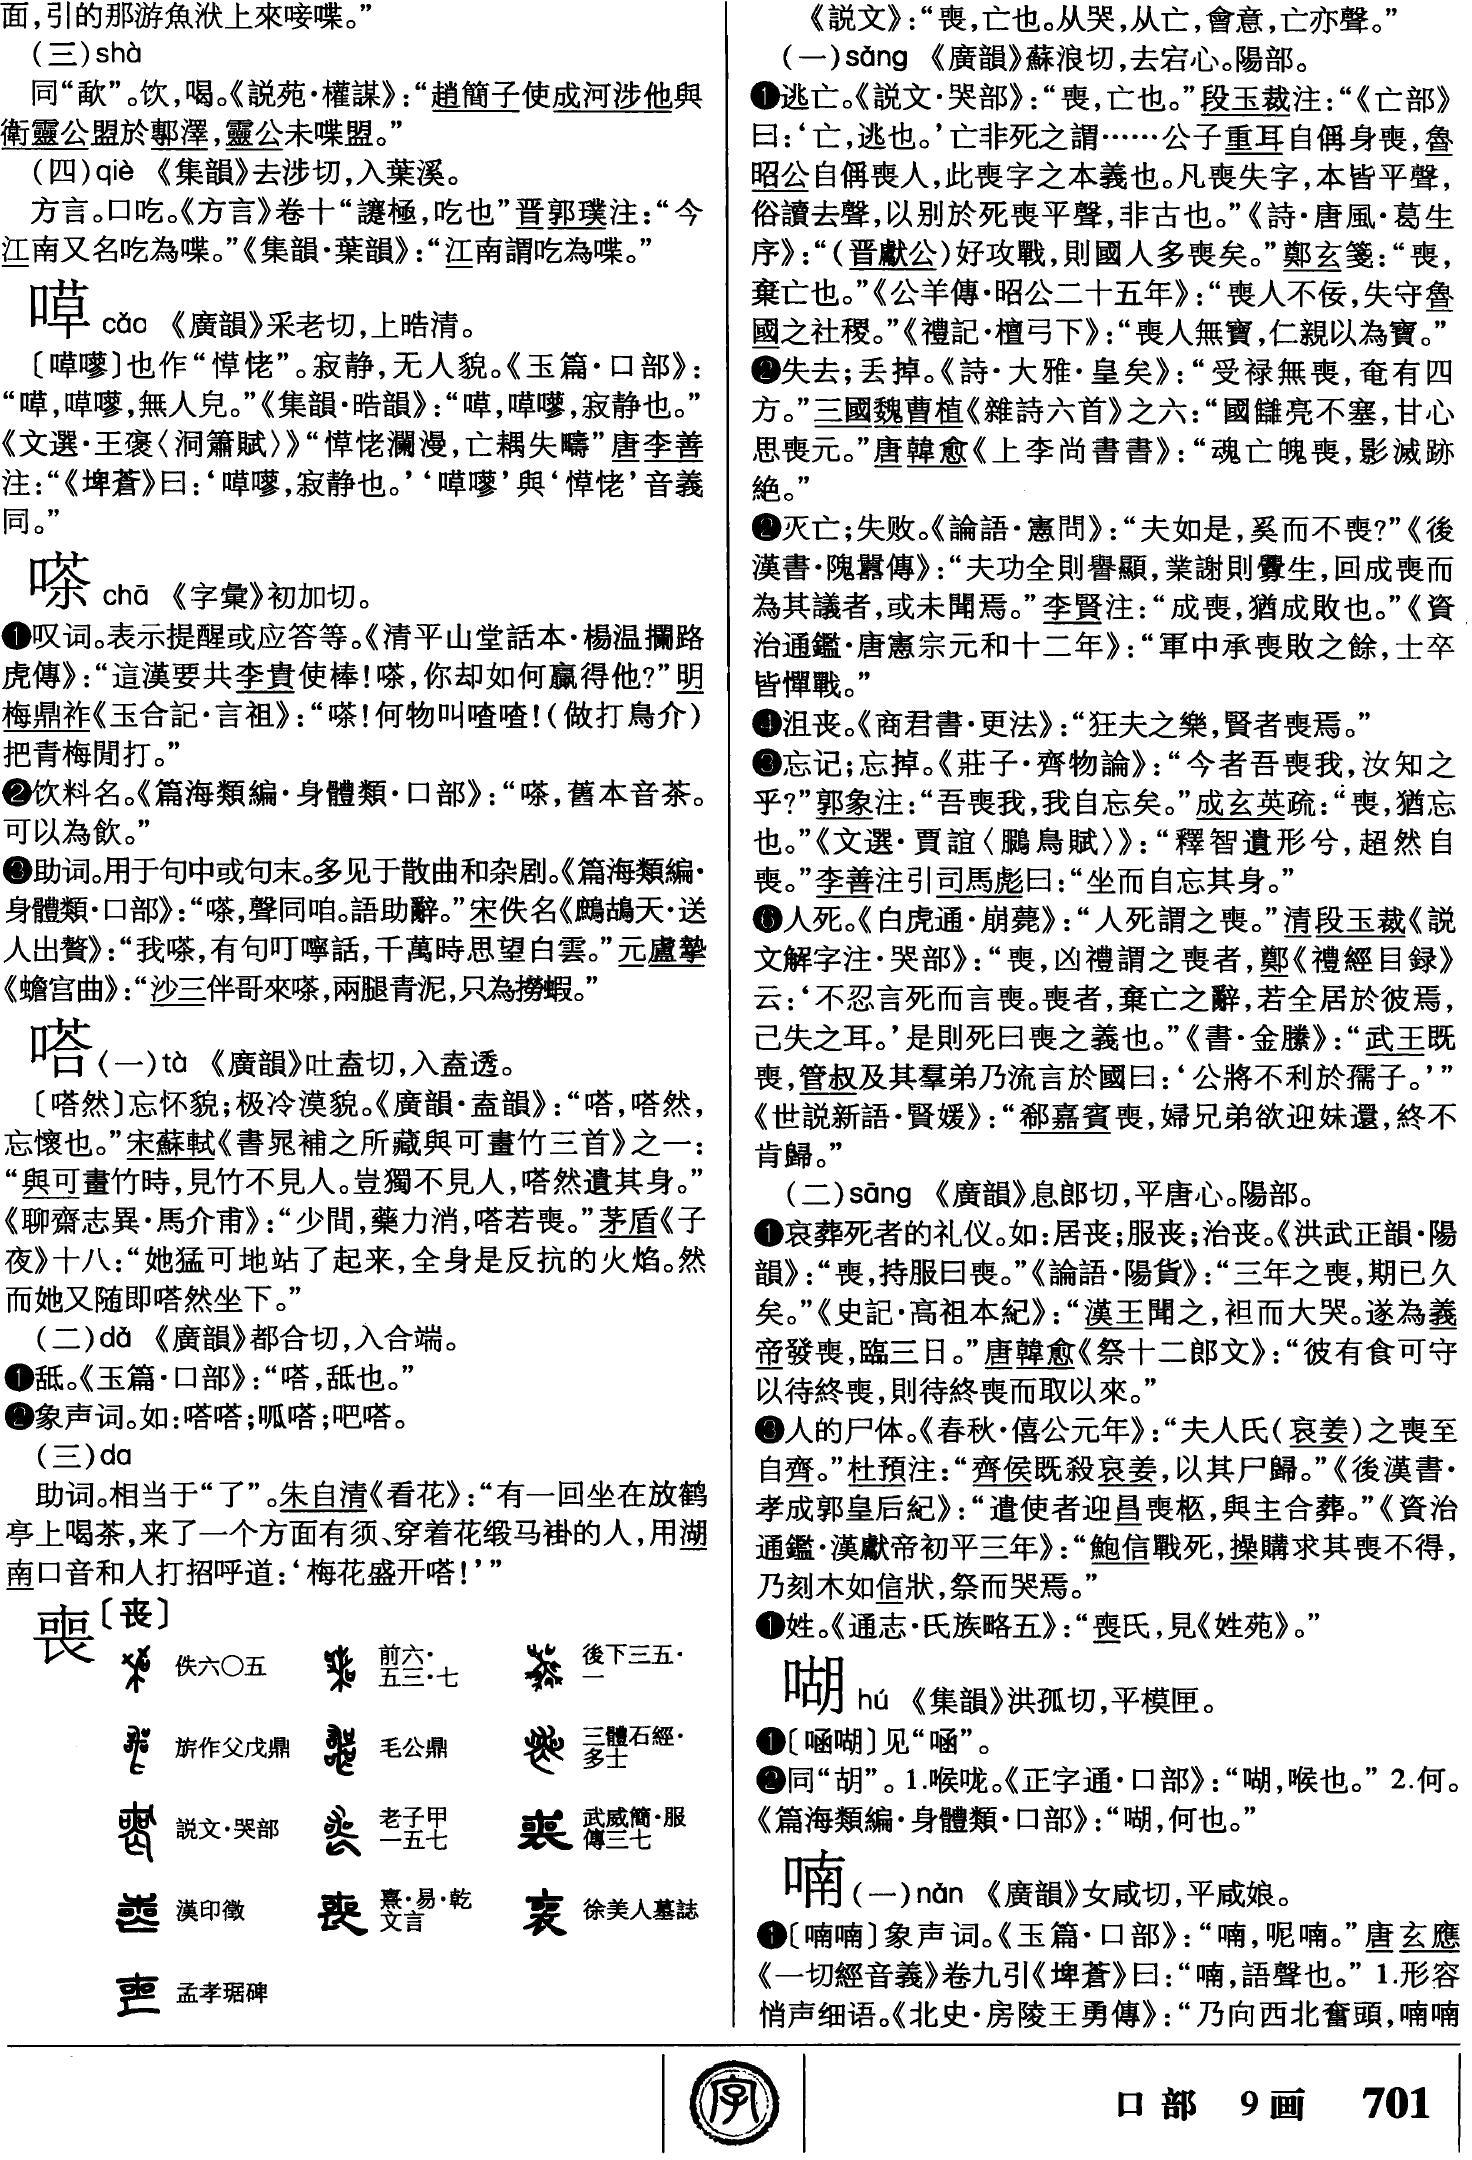 面，引的那游魚洑上來唼喋。”
（三）shà
同“歃”。饮，喝。《説苑·權謀》：“趙簡子使成河涉他與
衛靈公盟於鄟澤，靈公未喋盟。”
（四）qiè 《集韻》去涉切，入葉溪。
方言。口吃。《方言》卷十“讓極，吃也”晋郭璞注：“今
江南又名吃為喋。”《集韻·葉韻》：“江南謂吃為喋。”
嘽 cǎo 《廣韻》采老切，上晧清。
〔㗖嘐〕也作“愺恅”。寂静，无人貌。《玉篇·口部》：
同。”
嗏 chā 《字彙》初加切。
❶叹词。表示提醒或应答等。《清平山堂話本·楊温攔路
虎傳》：“這漢要共李貴使棒！嗏，你却如何贏得他？”明
梅鼎祚《玉合記·言祖》：“嗏！何物叫喳喳！（做打鳥介）
把青梅閒打。”
❷饮料名。《篇海類編·身體類·口部》：“嗏，舊本音茶。
可以為飲。”
❸助词。用于句中或句末。多见于散曲和杂剧。《篇海類編·
身體類·口部》：“嗏，聲同咱。語助辭。”宋佚名《鷓鴣天·送
人出贅》：“我嗏，有句叮嚀話，千萬時思望白雲。”元盧摯
《蟾宫曲》：“沙三伴哥來嗏，兩腿青泥，只為撈蝦。”
嗒（一）tà 《廣韻》吐盍切，入盍透。
〔嗒然〕忘怀貌；极冷漠貌。《廣韻·盍韻》：“嗒，嗒然，
忘懷也。”宋蘇軾《書晁補之所藏與可畫竹三首》之一：
“與可畫竹時，見竹不見人。豈獨不見人，嗒然遺其身。”
《聊齋志異·馬介甫》：“少間，藥力消，嗒若喪。”茅盾《子
夜》十八：“她猛可地站了起来，全身是反抗的火焰。然
而她又随即嗒然坐下。”
（二）dā 《廣韻》都合切，入合端。
❶舐。《玉篇·口部》：“嗒，舐也。”
❷象声词。如：嗒嗒；呱嗒；吧嗒。
（三）da
助词。相当于“了”。朱自清《看花》：“有一回坐在放鹤
亭上喝茶，来了一个方面有须、穿着花缎马褂的人，用湖
南口音和人打招呼道：‘梅花盛开嗒！’”
喪〔丧〕
佚六〇五 前六·五三·七 後下三五·一
旂作父戊鼎 毛公鼎 三體石經·多士
説文·哭部 老子甲一五七 武威簡·服傳三七
漢印徵 熹·易·乾文言 徐美人墓誌
孟孝琚碑
《説文》：“喪，亡也。从哭，从亡，會意，亡亦聲。”
（一）sàng 《廣韻》蘇浪切，去宕心。陽部。
❶逃亡。《説文·哭部》：“喪，亡也。”段玉裁注：“《亡部》
曰：‘亡，逃也。’亡非死之謂……公子重耳自偁身喪，魯
昭公自偁喪人，此喪字之本義也。凡喪失字，本皆平聲，
俗讀去聲，以别於死喪平聲，非古也。”《詩·唐風·葛生
序》：“（晋獻公）好攻戰，則國人多喪矣。”鄭玄箋：“喪，
棄亡也。”《公羊傳·昭公二十五年》：“喪人不佞，失守魯
國之社稷。”《禮記·檀弓下》：“喪人無寶，仁親以為寶。”
❷失去；丢掉。《詩·大雅·皇矣》：“受禄無喪，奄有四
方。”三國魏曹植《雜詩六首》之六：“國讎亮不塞，甘心
思喪元。”唐韓愈《上李尚書書》：“魂亡魄喪，影滅跡
絶。”
❷灭亡；失败。《論語·憲問》：“夫如是，奚而不喪？”《後
漢書·隗囂傳》：“夫功全則譽顯，業謝則釁生，回成喪而
為其議者，或未聞焉。”李賢注：“成喪，猶成敗也。”《資
治通鑑·唐憲宗元和十二年》：“軍中承喪敗之餘，士卒
皆憚戰。”
❹沮丧。《商君書·更法》：“狂夫之樂，賢者喪焉。”
❸忘记；忘掉。《莊子·齊物論》：“今者吾喪我，汝知之
乎？”郭象注：“吾喪我，我自忘矣。”成玄英疏：“喪，猶忘
也。”《文選·賈誼〈鵩鳥賦〉》：“釋智遺形兮，超然自
喪。”李善注引司馬彪曰：“坐而自忘其身。”
❻人死。《白虎通·崩薨》：“人死謂之喪。”清段玉裁《説
文解字注·哭部》：“喪，凶禮謂之喪者，鄭《禮經目録》
云：‘不忍言死而言喪。喪者，棄亡之辭，若全居於彼焉，
己失之耳。’是則死曰喪之義也。”《書·金縢》：“武王既
喪，管叔及其羣弟乃流言於國曰：‘公將不利於孺子。’”
《世説新語·賢媛》：“郗嘉賓喪，婦兄弟欲迎妹還，終不
肯歸。”
（二）sāng 《廣韻》息郎切，平唐心。陽部。
❶哀葬死者的礼仪。如：居丧；服丧；治丧。《洪武正韻·陽
韻》：“喪，持服曰喪。”《論語·陽貨》：“三年之喪，期已久
矣。”《史記·高祖本紀》：“漢王聞之，袒而大哭。遂為義
帝發喪，臨三日。”唐韓愈《祭十二郎文》：“彼有食可守
以待終喪，則待終喪而取以來。”
❸人的尸体。《春秋·僖公元年》：“夫人氏（哀姜）之喪至
自齊。”杜預注：“齊侯既殺哀姜，以其尸歸。”《後漢書·
孝成郭皇后紀》：“遣使者迎昌喪柩，與主合葬。”《資治
通鑑·漢獻帝初平三年》：“鮑信戰死，操購求其喪不得，
乃刻木如信狀，祭而哭焉。”
❶姓。《通志·氏族略五》：“喪氏，見《姓苑》。”
㗅 hú 《集韻》洪孤切，平模匣。
❶〔㖤㗅〕见“㖤”。
❷同“胡”。1.喉咙。《正字通·口部》：“㗅，喉也。” 2.何。
《篇海類編·身體類·口部》：“㗅，何也。”
喃（一）nán 《廣韻》女咸切，平咸娘。
❶〔喃喃〕象声词。《玉篇·口部》：“喃，呢喃。”唐玄應
《一切經音義》卷九引《埤蒼》曰：“喃，語聲也。” 1.形容
悄声细语。《北史·房陵王勇傳》：“乃向西北奮頭，喃喃
字
口部 9画 701